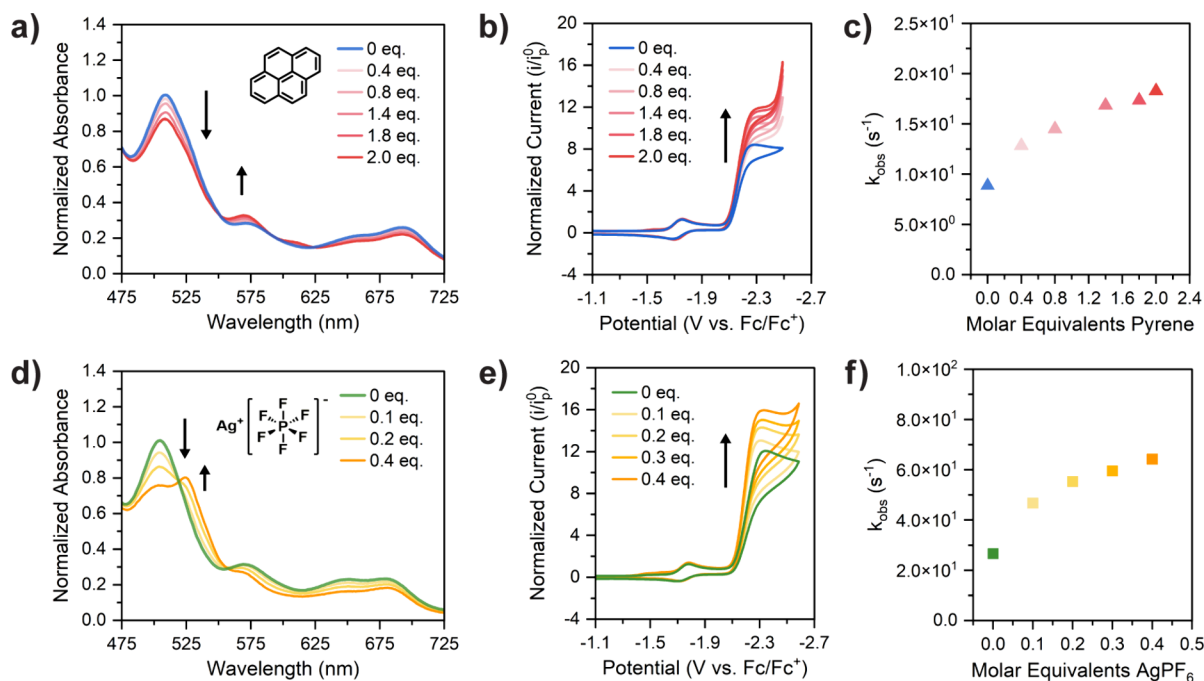 a)
Normalized Absorbance
1.4
1.2
1.0
0.8
0.6
0.4
0.2
0.0
475 525 575 625 675 725
Wavelength (nm)
0 eq.
0.4 eq.
0.8 eq.
1.4 eq.
1.8 eq.
2.0 eq.
b)
Normalized Current (i/i⁰ₚ)
20
16
12
8
4
0
-4
-1.1 -1.5 -1.9 -2.3 -2.7
Potential (V vs. Fc/Fc⁺)
0 eq.
0.4 eq.
0.8 eq.
1.4 eq.
1.8 eq.
2.0 eq.
c)
k_obs (s⁻¹)
2.5×10¹
2.0×10¹
1.5×10¹
1.0×10¹
5.0×10⁰
0.0
0.0 0.4 0.8 1.2 1.6 2.0 2.4
Molar Equivalents Pyrene
d)
Normalized Absorbance
1.4
1.2
1.0
0.8
0.6
0.4
0.2
0.0
475 525 575 625 675 725
Wavelength (nm)
Ag⁺
F
F F
P
F F
F
-
0 eq.
0.1 eq.
0.2 eq.
0.4 eq.
e)
Normalized Current (i/i⁰ₚ)
20
16
12
8
4
0
-4
-1.1 -1.5 -1.9 -2.3 -2.7
Potential (V vs. Fc/Fc⁺)
0 eq.
0.1 eq.
0.2 eq.
0.3 eq.
0.4 eq.
f)
k_obs (s⁻¹)
1.0×10²
8.0×10¹
6.0×10¹
4.0×10¹
2.0×10¹
0.0
0.0 0.1 0.2 0.3 0.4 0.5
Molar Equivalents AgPF₆